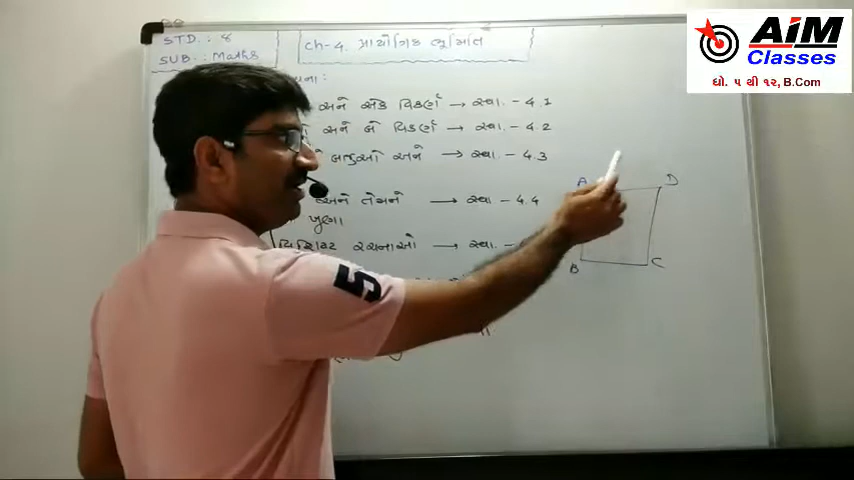 STD. : 8
SUB. : Maths
Ch-4. પ્રાયોગિક ભૂમિતિ
અને એક વિકર્ણ → સ્વા. - 4.1
અને બે વિકર્ણ → સ્વા. - 4.2
બાજુઓ અને → સ્વા. - 4.3
અને તેમને → સ્વા. - 4.4
ખૂણા
વિશિષ્ટ રચનાઓ → સ્વા. -
A D
B C
AiM
Classes
ધો. ૫ થી ૧૨, B.Com
5